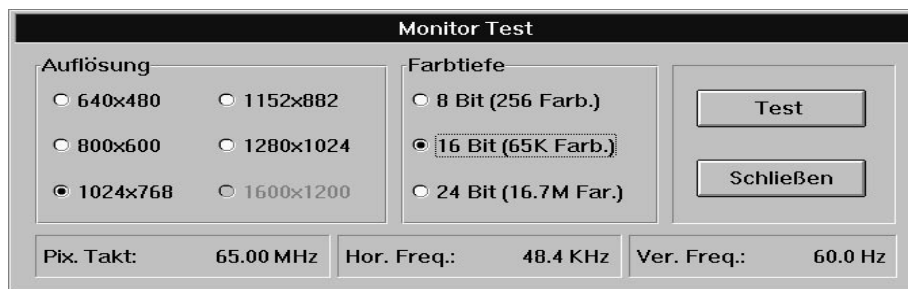 Monitor Test
Auflösung
640x480
1152x882
800x600
1280x1024
1024x768
1600x1200
Farbtiefe
8 Bit (256 Farb.)
16 Bit (65K Farb.)
24 Bit (16.7M Far.)
Test
Schließen
Pix. Takt: 65.00 MHz
Hor. Freq.: 48.4 KHz
Ver. Freq.: 60.0 Hz